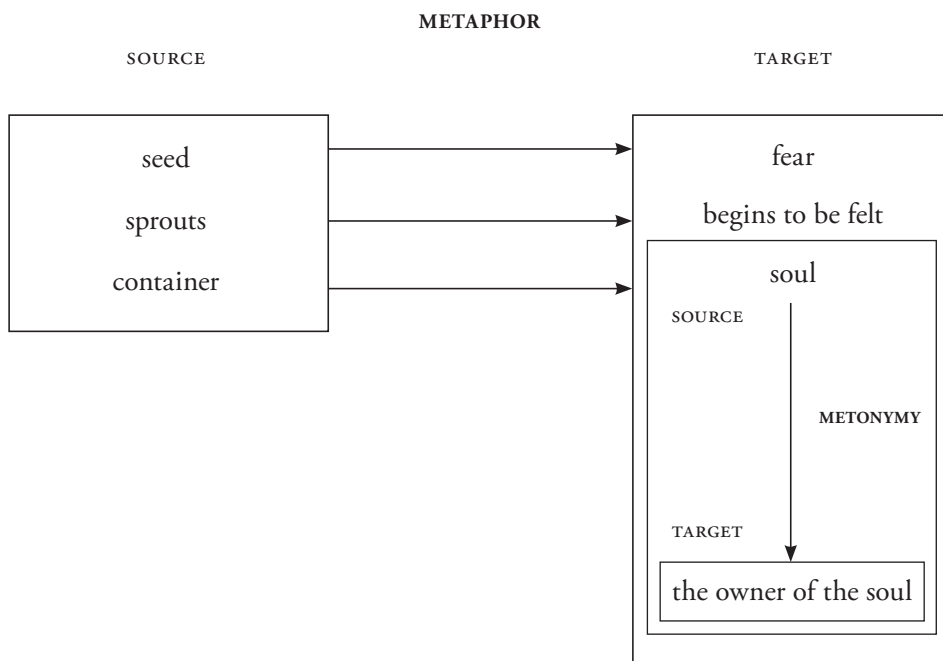 METAPHOR
SOURCE TARGET
seed fear
sprouts begins to be felt
container soul
SOURCE
METONYMY
TARGET
the owner of the soul